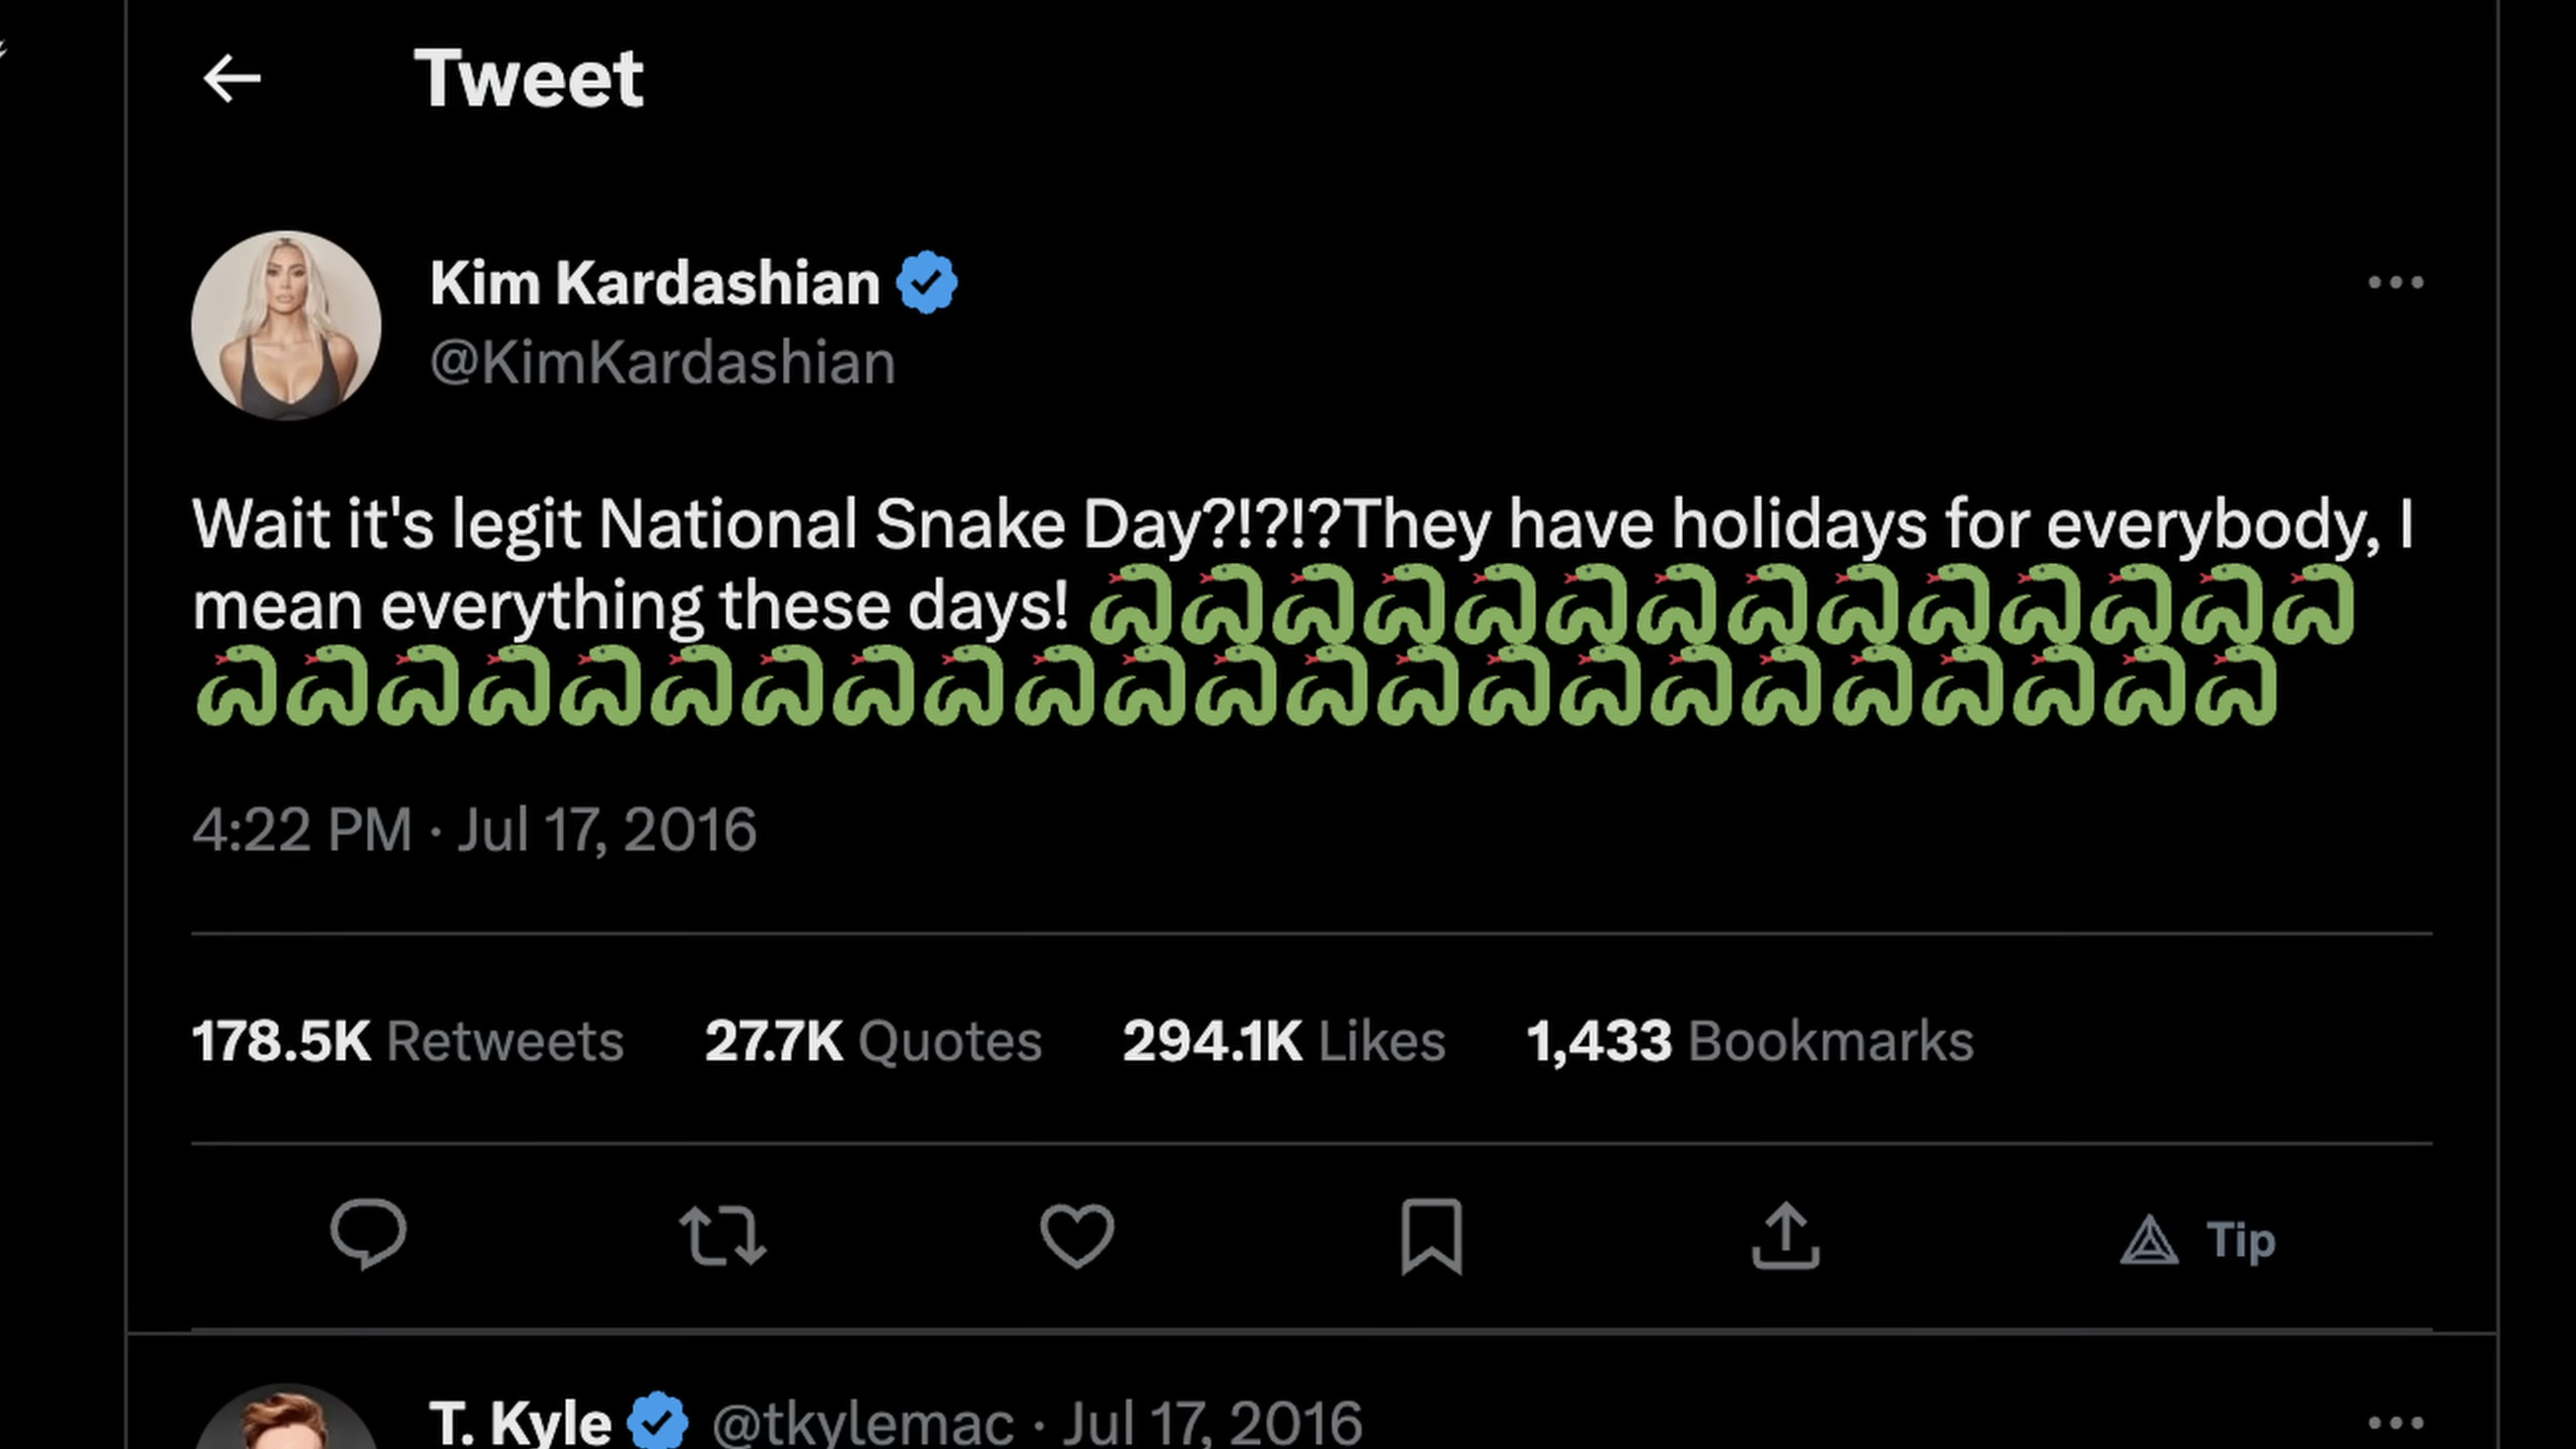 Tweet
Kim Kardashian
@KimKardashian
Wait it's legit National Snake Day?!?!?They have holidays for everybody, I
mean everything these days! 🐍🐍🐍🐍🐍🐍🐍🐍🐍🐍🐍🐍🐍🐍
🐍🐍🐍🐍🐍🐍🐍🐍🐍🐍🐍🐍🐍🐍🐍🐍🐍🐍🐍🐍🐍🐍🐍
4:22 PM · Jul 17, 2016
178.5K Retweets 27.7K Quotes 294.1K Likes 1,433 Bookmarks
Tip
T. Kyle @tkylemac · Jul 17, 2016